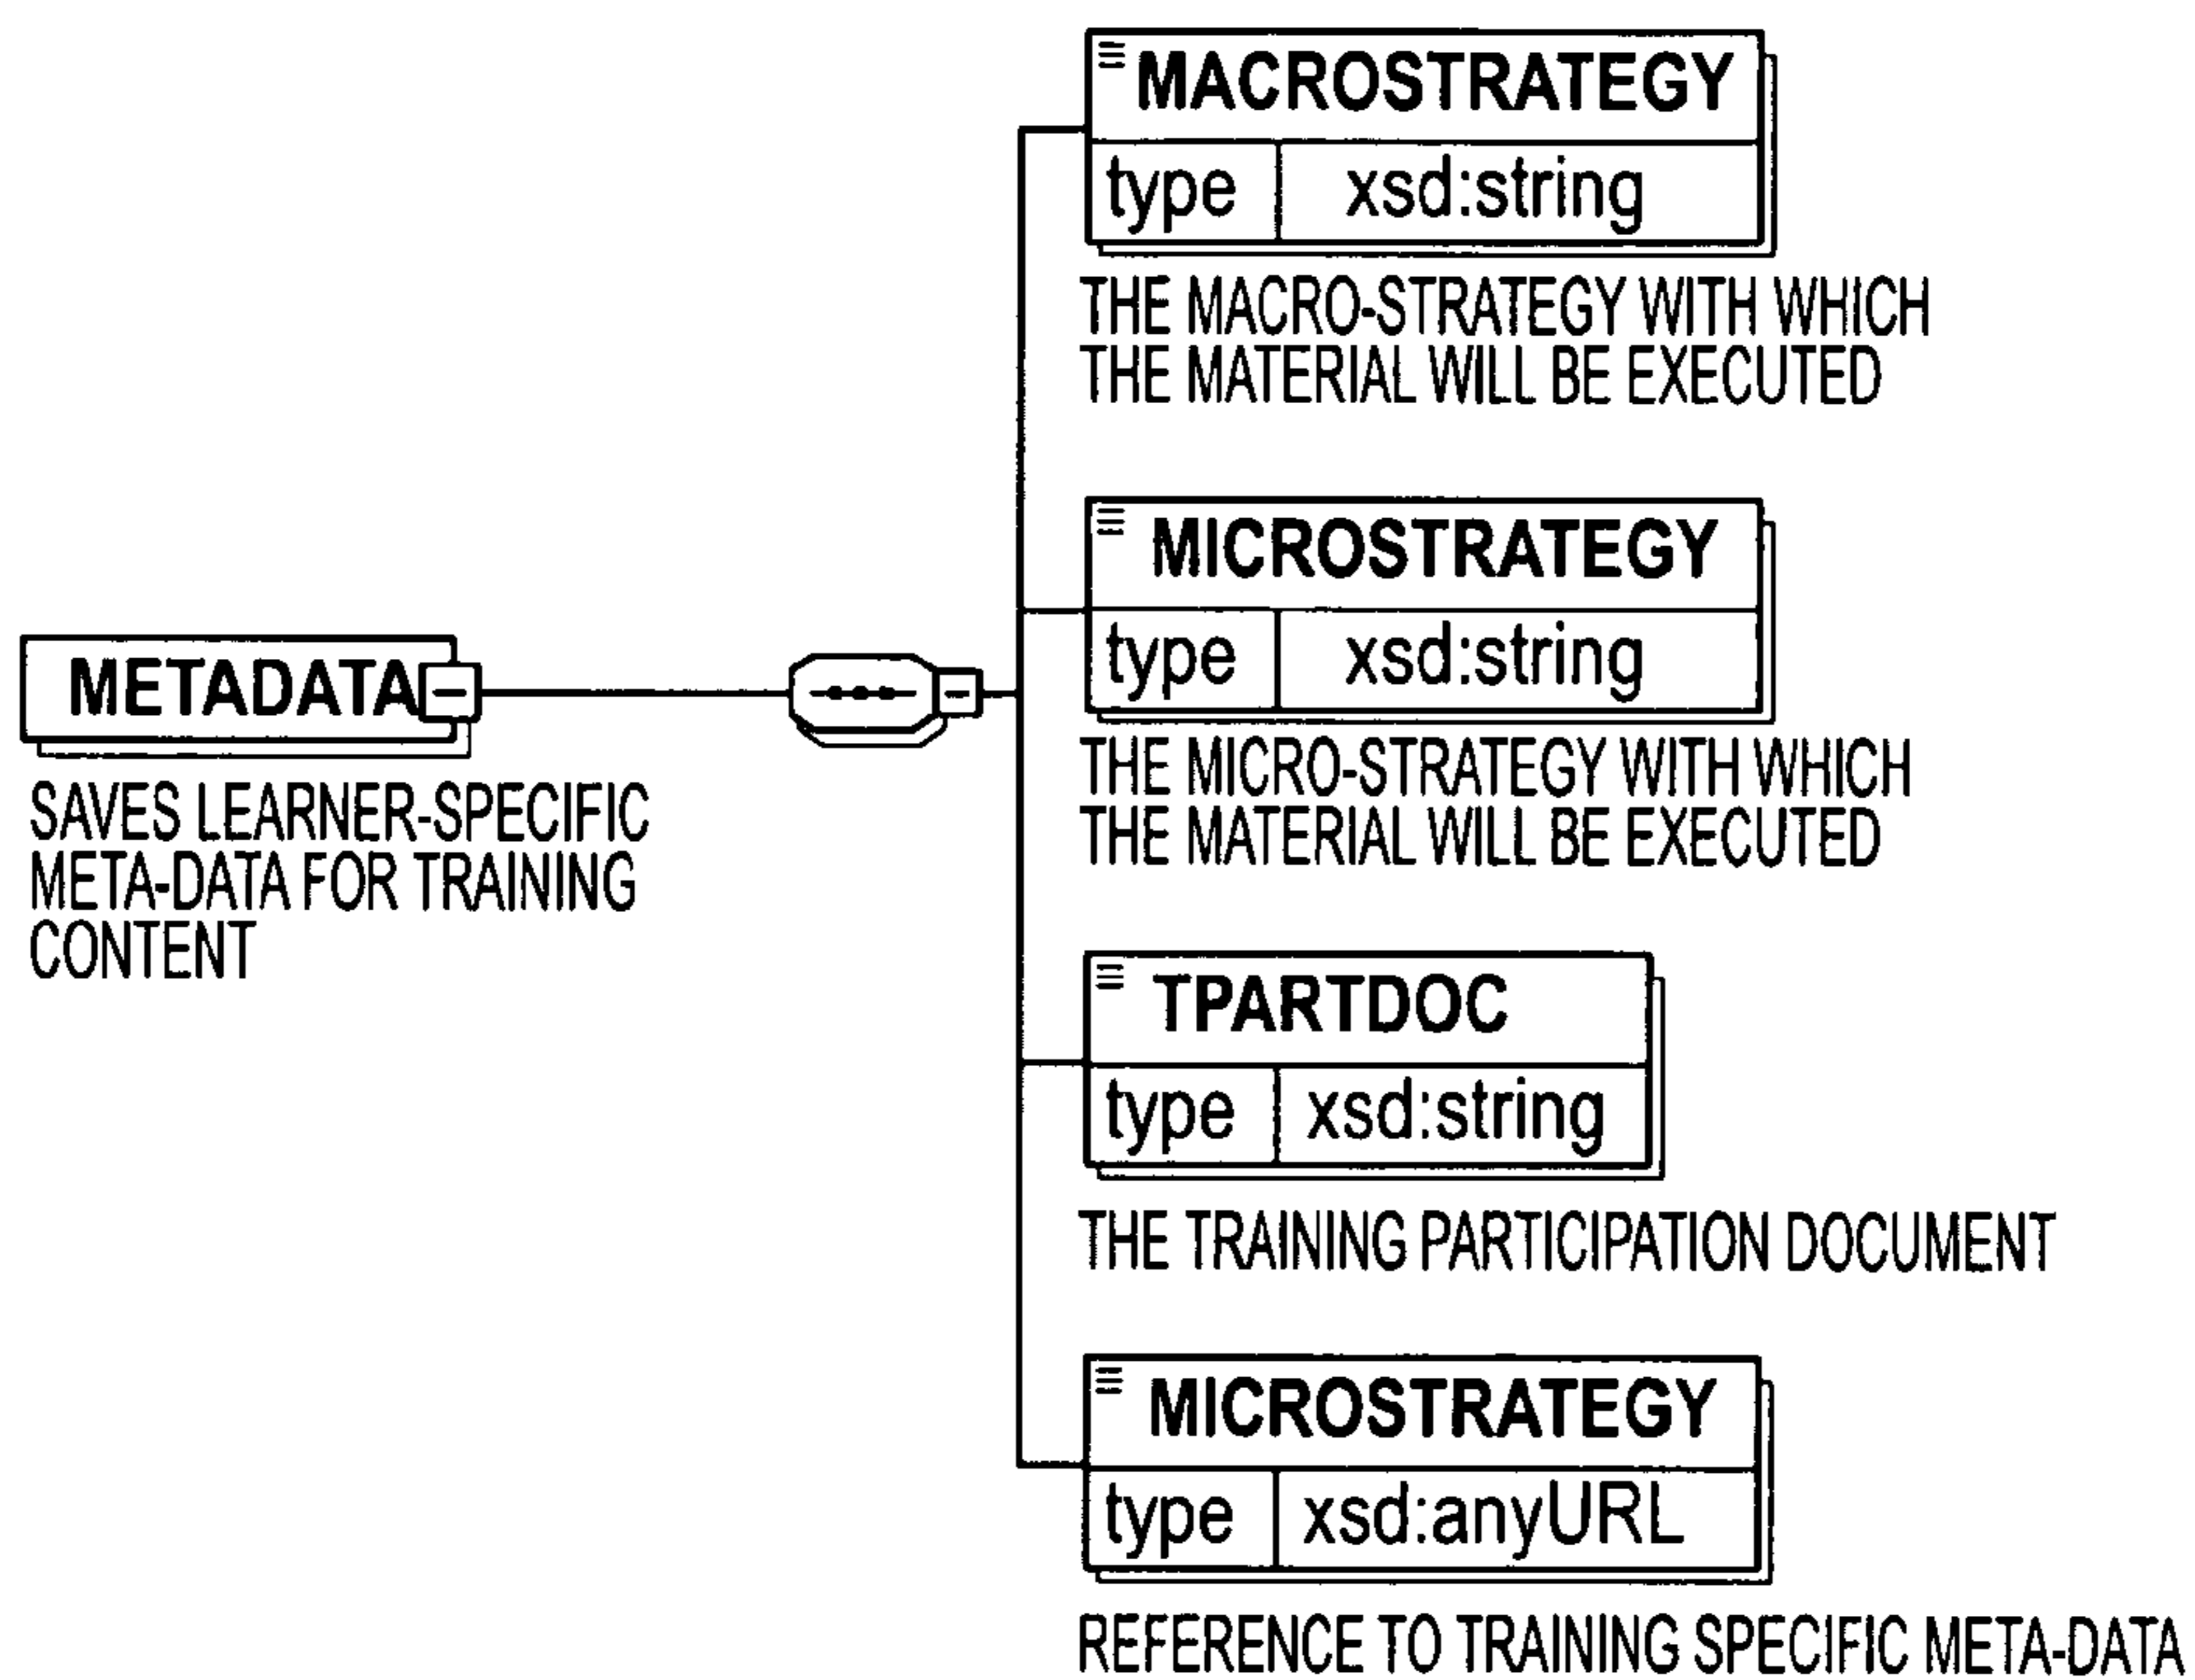 MACROSTRATEGY
type xsd:string
THE MACRO-STRATEGY WITH WHICH
THE MATERIAL WILL BE EXECUTED
MICROSTRATEGY
type xsd:string
THE MICRO-STRATEGY WITH WHICH
THE MATERIAL WILL BE EXECUTED
METADATA
SAVES LEARNER-SPECIFIC
META-DATA FOR TRAINING
CONTENT
TPARTDOC
type xsd:string
THE TRAINING PARTICIPATION DOCUMENT
MICROSTRATEGY
type xsd:anyURL
REFERENCE TO TRAINING SPECIFIC META-DATA